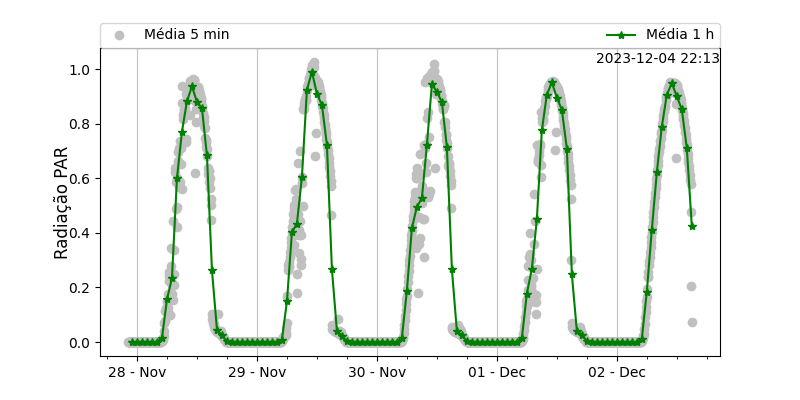 Média 5 min
Média 1 h
2023-12-04 22:13
Radiação PAR
1.0
0.8
0.6
0.4
0.2
0.0
28 - Nov
29 - Nov
30 - Nov
01 - Dec
02 - Dec